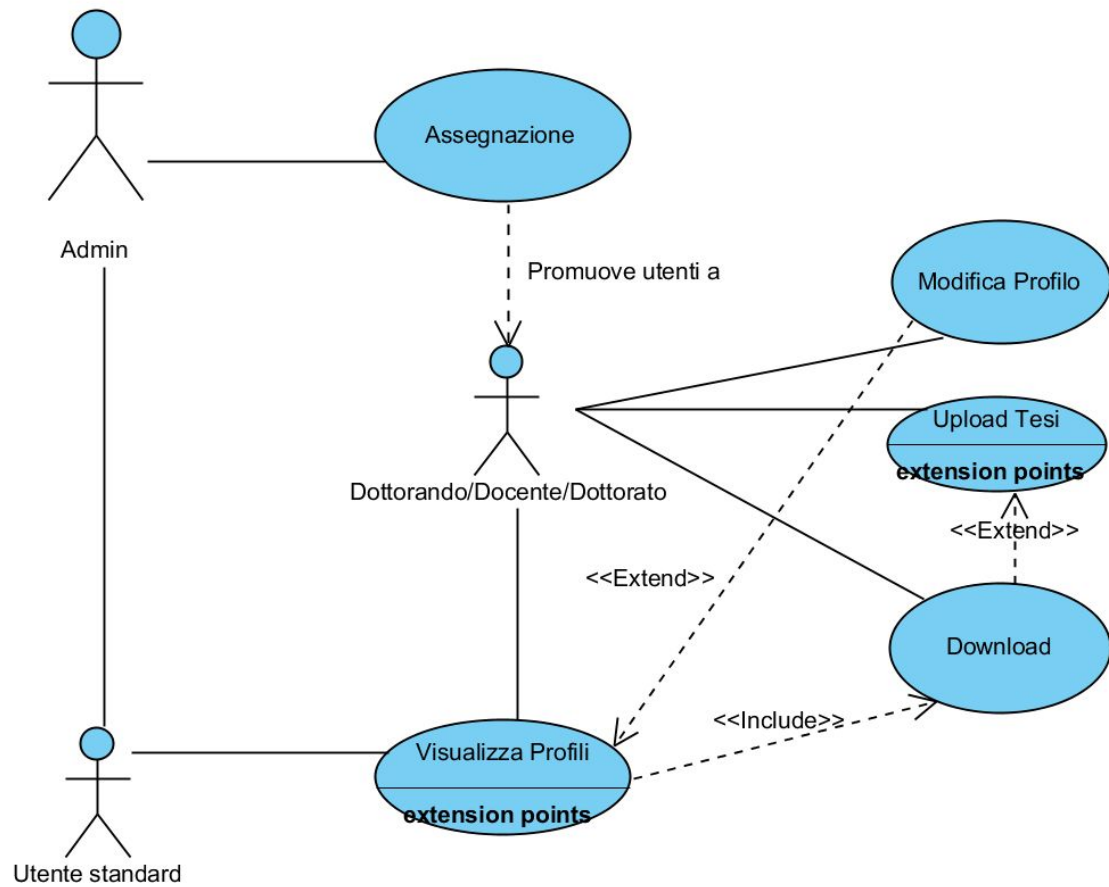 Assegnazione
Admin
Promuove utenti a
Modifica Profilo
Upload Tesi
extension points
Dottorando/Docente/Dottorato
<<Extend>>
<<Extend>>
Download
<<Include>>
Visualizza Profili
extension points
Utente standard